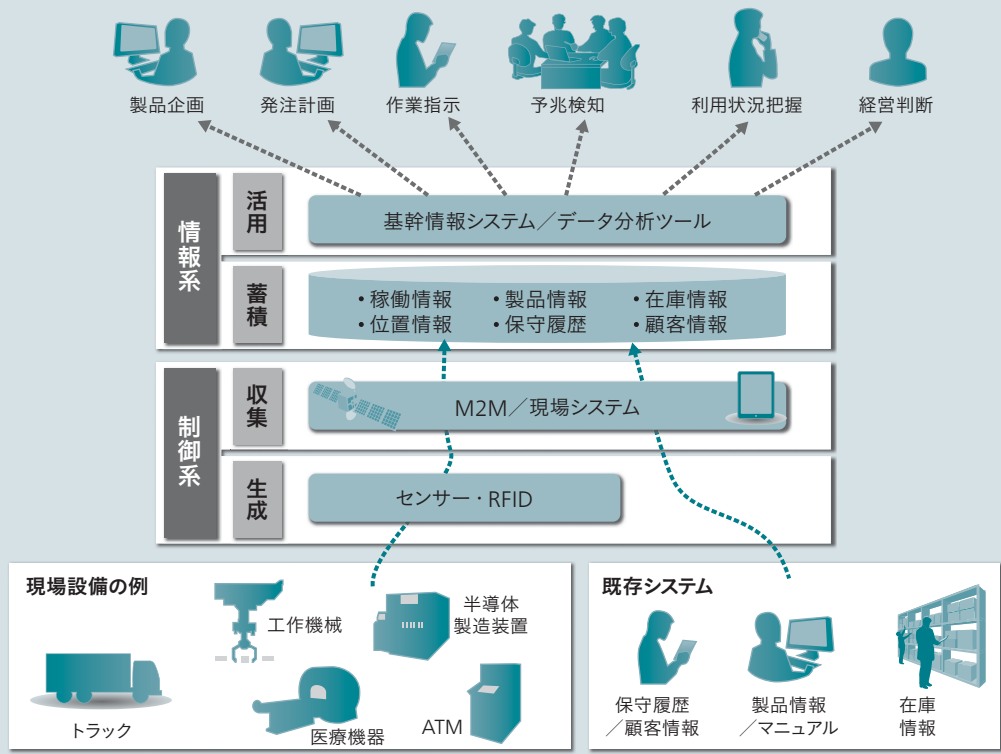 製品企画
発注計画
作業指示
予兆検知
利用状況把握
経営判断
情報系
活用
基幹情報システム／データ分析ツール
蓄積
・稼働情報 ・製品情報 ・在庫情報
・位置情報 ・保守履歴 ・顧客情報
制御系
収集
M2M／現場システム
生成
センサー・RFID
現場設備の例
工作機械
半導体
製造装置
トラック
医療機器
ATM
既存システム
保守履歴
／顧客情報
製品情報
／マニュアル
在庫
情報